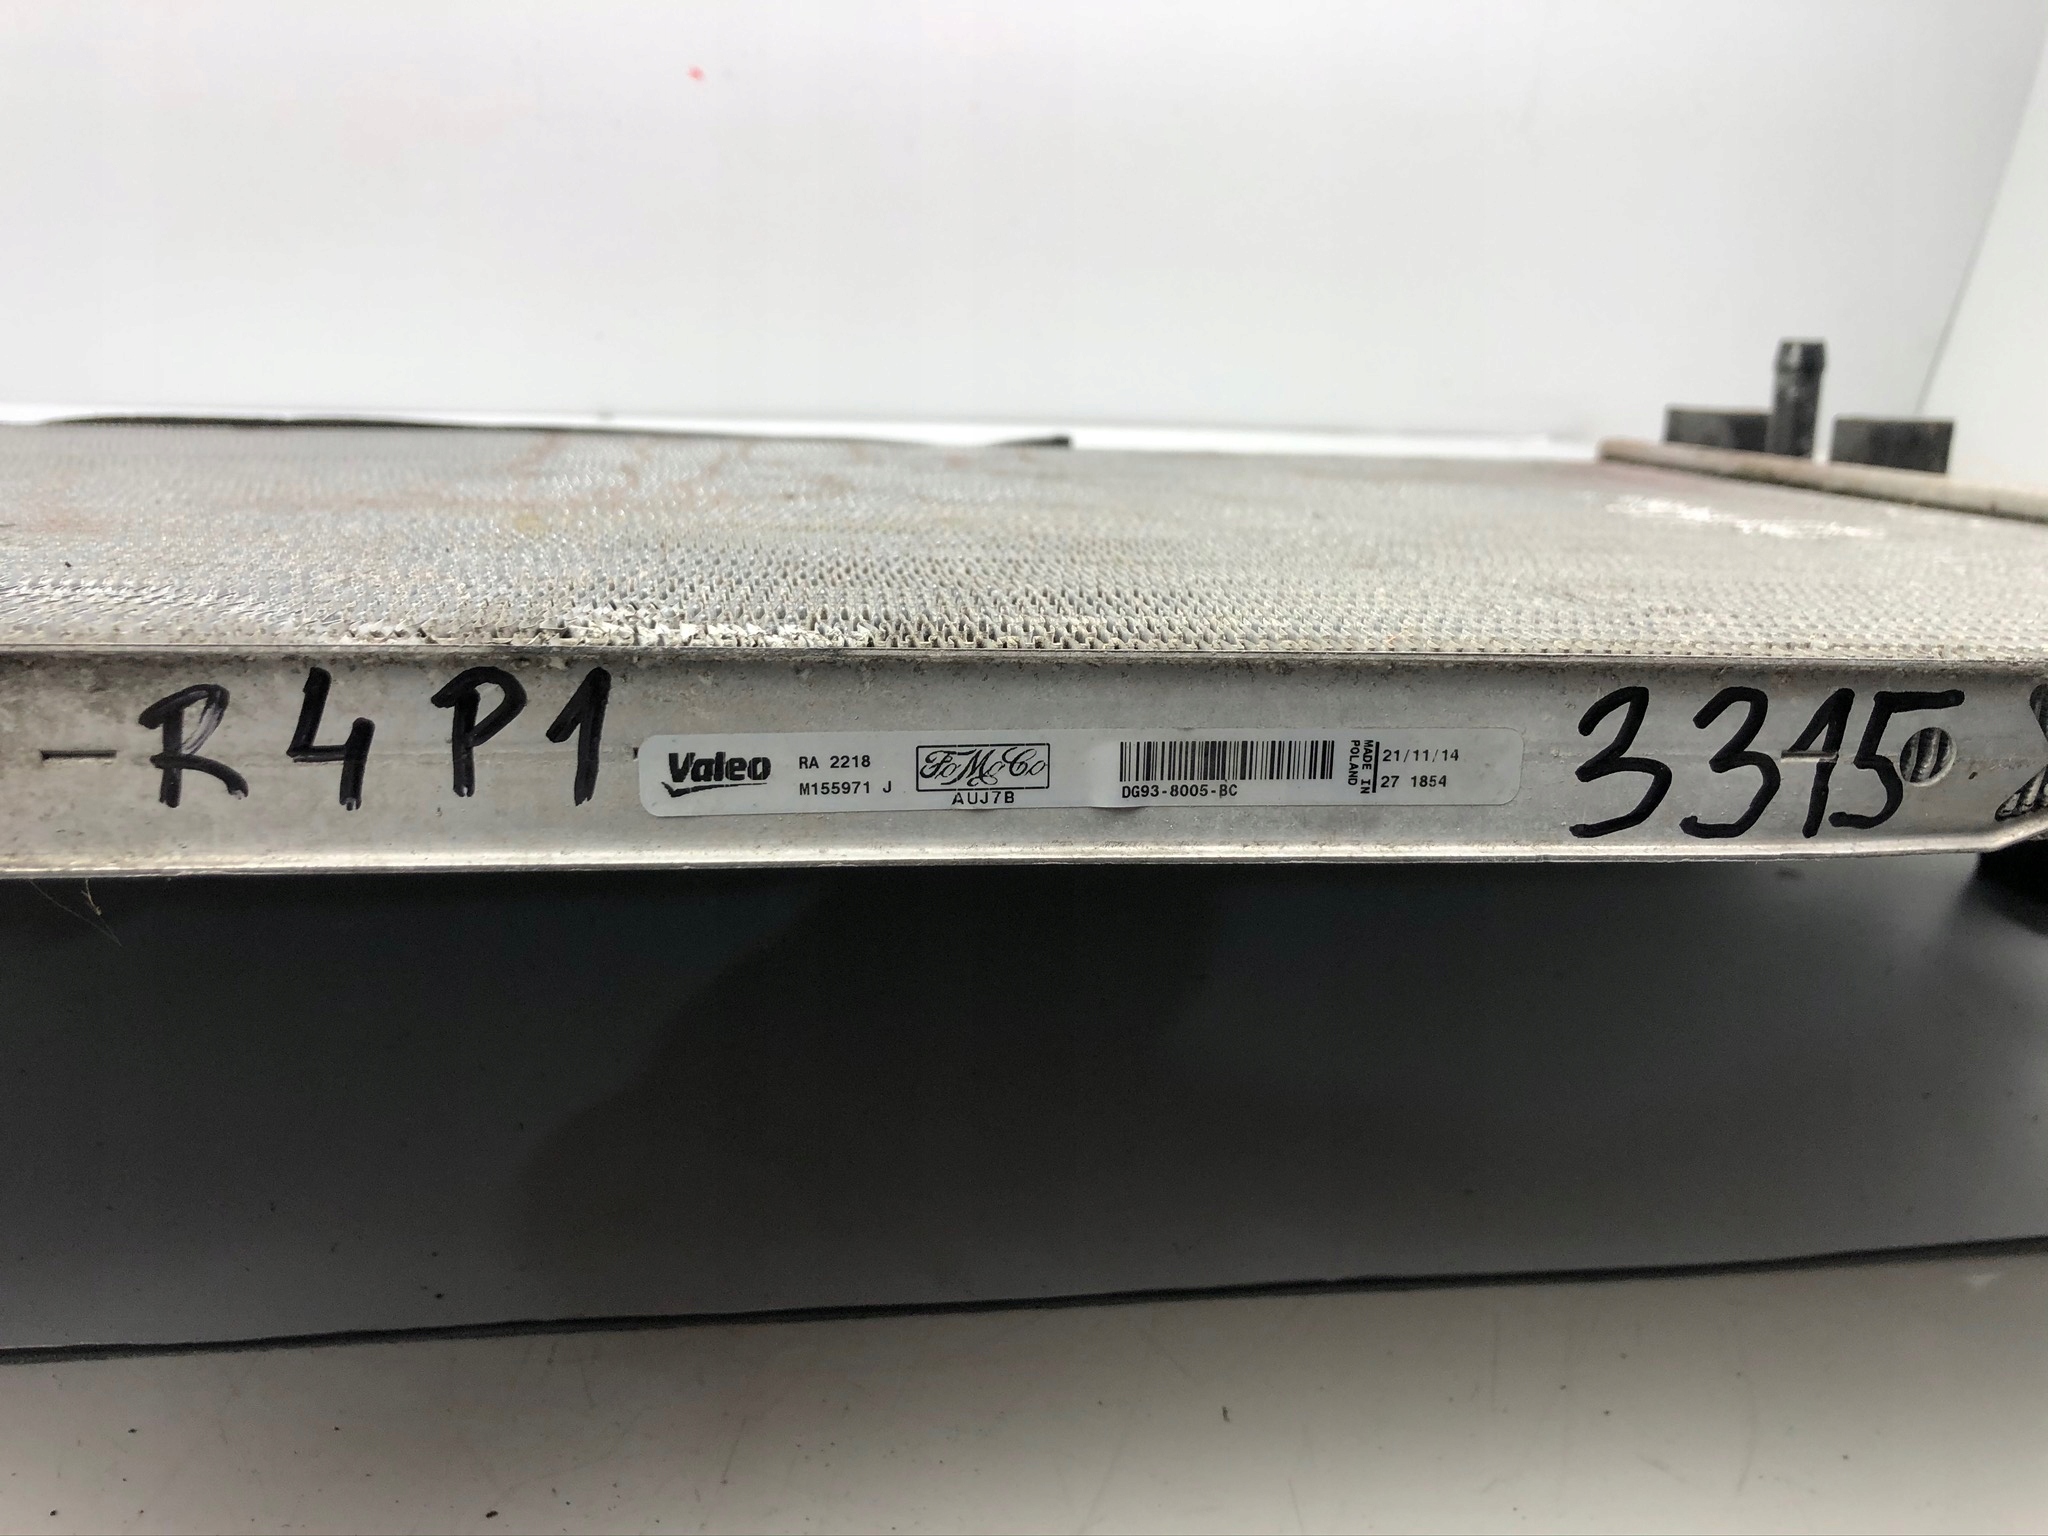 R4P1
Valeo
RA 2218
M155971 J
FoMoCo
AUJ7B
DG93-8005-BC
MADE IN
POLAND
21/11/14
27 1854
3315